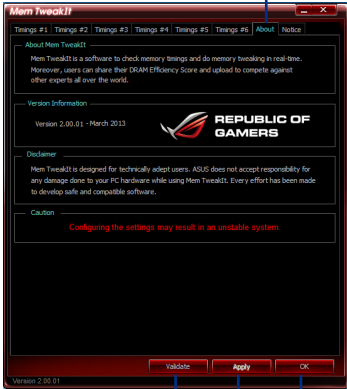 Mem TweakIt
Timings #1 Timings #2 Timings #3 Timings #4 Timings #5 Timings #6 About Notice
About Mem TweakIt
Mem TweakIt is a software to check memory timings and do memory tweaking in real-time.
Moreover, users can share their DRAM Efficiency Score and upload to compete against
other experts all over the world.
Version Information
Version 2.00.01 - March 2013
REPUBLIC OF
GAMERS
Disclaimer
Mem TweakIt is designed for technically adept users. ASUS does not accept responsibility for
any damage done to your PC hardware while using Mem TweakIt. Every effort has been made
to develop safe and compatible software.
Caution
Configuring the settings may result in an unstable system
Validate Apply OK
Version 2.00.01